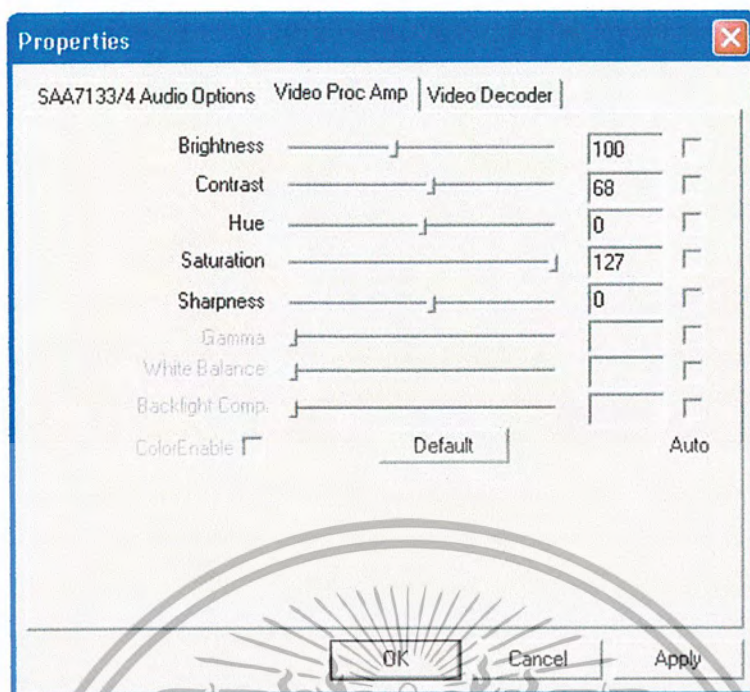 Properties
SAA7133/4 Audio Options Video Proc Amp Video Decoder
Brightness 100
Contrast 68
Hue 0
Saturation 127
Sharpness 0
Gamma
White Balance
Backlight Comp.
ColorEnable Default Auto
OK Cancel Apply